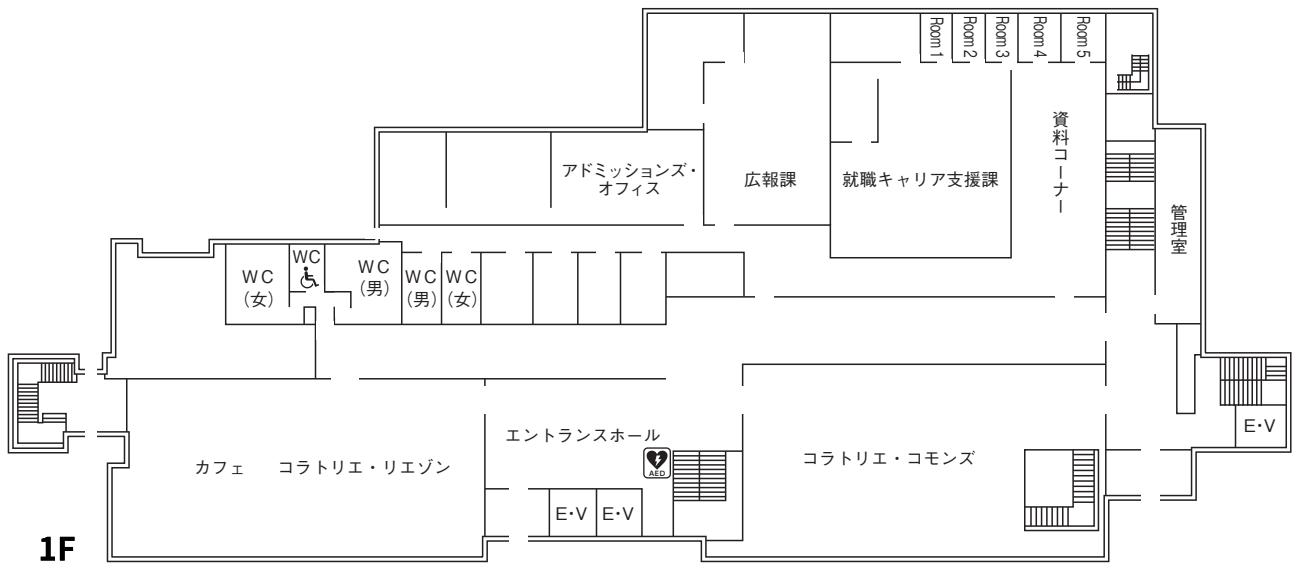 Room 1
Room 2
Room 3
Room 4
Room 5
資料コーナー
アドミッションズ・
オフィス
広報課
就職キャリア支援課
管理室
WC
(女)
WC
WC
(男)
WC
(男)
WC
(女)
エントランスホール
AED
カフェ　コラトリエ・リエゾン
コラトリエ・コモンズ
E・V
E・V
E・V
1F